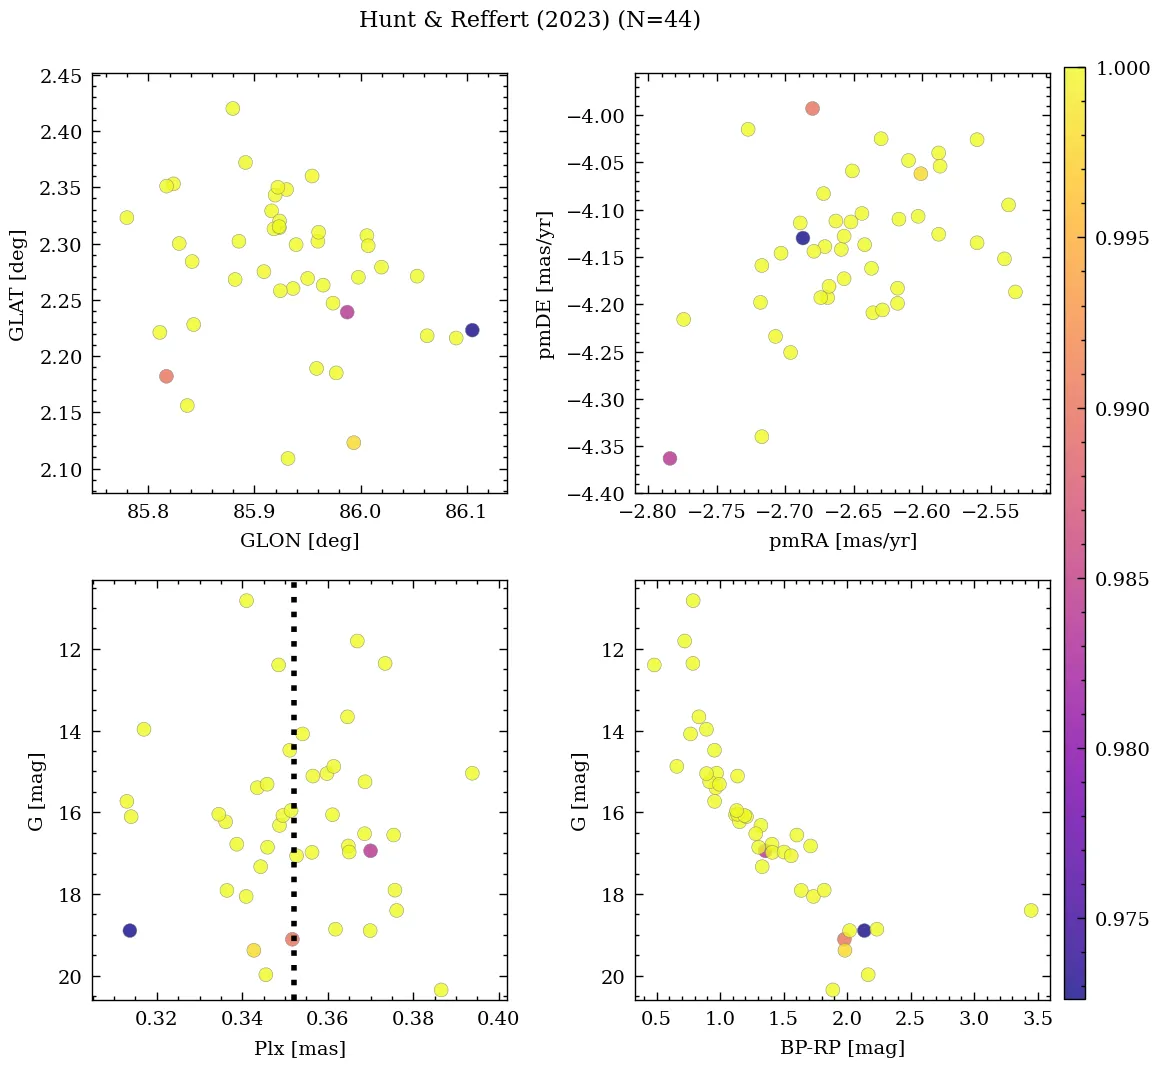 Hunt & Reffert (2023) (N=44)
2.45
2.40
2.35
2.30
2.25
2.20
2.15
2.10
GLAT [deg]
85.8 85.9 86.0 86.1
GLON [deg]
−4.00
−4.05
−4.10
−4.15
−4.20
−4.25
−4.30
−4.35
−4.40
pmDE [mas/yr]
−2.80 −2.75 −2.70 −2.65 −2.60 −2.55
pmRA [mas/yr]
1.000
0.995
0.990
0.985
0.980
0.975
12
14
16
18
20
G [mag]
0.32 0.34 0.36 0.38 0.40
Plx [mas]
12
14
16
18
20
G [mag]
0.5 1.0 1.5 2.0 2.5 3.0 3.5
BP-RP [mag]